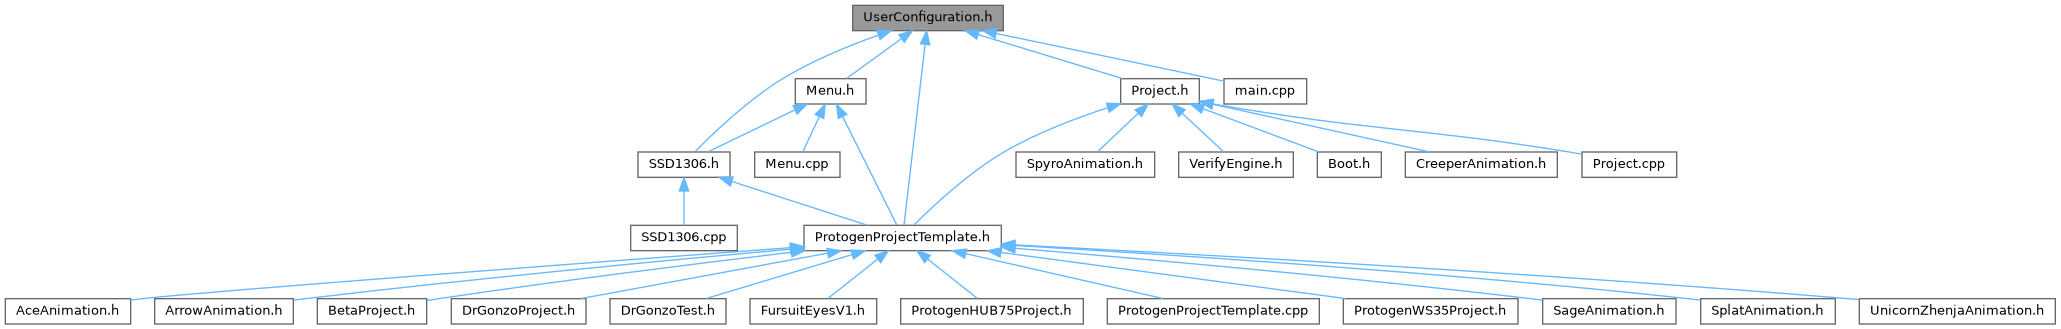 UserConfiguration.h
Menu.h
Project.h
main.cpp
SSD1306.h
Menu.cpp
SpyroAnimation.h
VerifyEngine.h
Boot.h
CreeperAnimation.h
Project.cpp
SSD1306.cpp
ProtogenProjectTemplate.h
AceAnimation.h
ArrowAnimation.h
BetaProject.h
DrGonzoProject.h
DrGonzoTest.h
FursuitEyesV1.h
ProtogenHUB75Project.h
ProtogenProjectTemplate.cpp
ProtogenWS35Project.h
SageAnimation.h
SplatAnimation.h
UnicornZhenjaAnimation.h